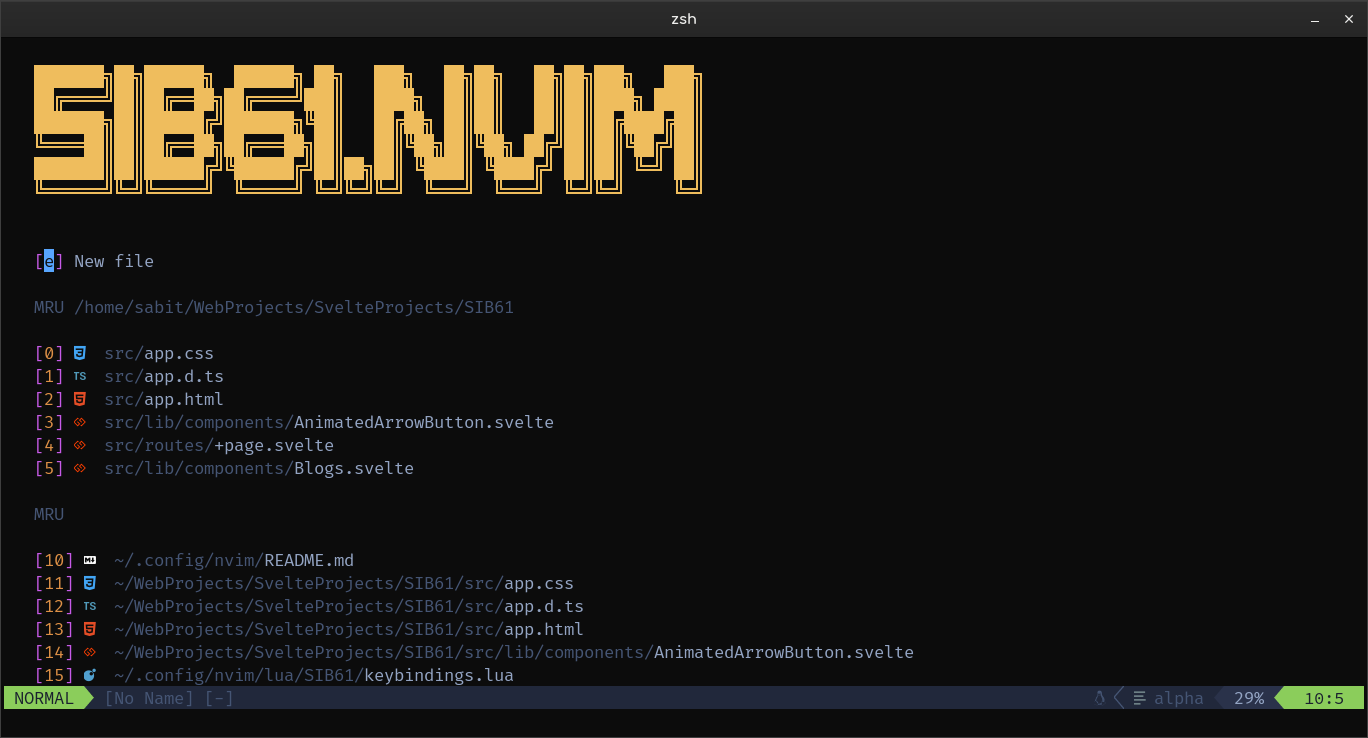 zsh
SIB61.NVIM
[e] New file
MRU /home/sabit/WebProjects/SvelteProjects/SIB61
[0] src/app.css
[1] TS src/app.d.ts
[2] src/app.html
[3] src/lib/components/AnimatedArrowButton.svelte
[4] src/routes/+page.svelte
[5] src/lib/components/Blogs.svelte
MRU
[10] ~/.config/nvim/README.md
[11] ~/WebProjects/SvelteProjects/SIB61/src/app.css
[12] TS ~/WebProjects/SvelteProjects/SIB61/src/app.d.ts
[13] ~/WebProjects/SvelteProjects/SIB61/src/app.html
[14] ~/WebProjects/SvelteProjects/SIB61/src/lib/components/AnimatedArrowButton.svelte
[15] ~/.config/nvim/lua/SIB61/keybindings.lua
NORMAL [No Name] [-] alpha 29% 10:5